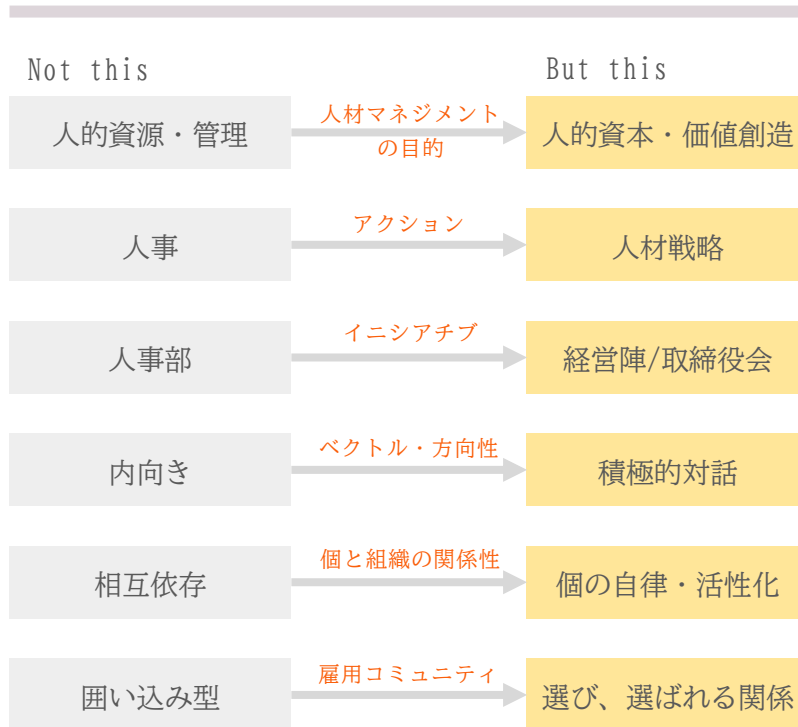 Not this
But this
人的資源・管理
人材マネジメント
の目的
人的資本・価値創造
人事
アクション
人材戦略
人事部
イニシアチブ
経営陣/取締役会
内向き
ベクトル・方向性
積極的対話
相互依存
個と組織の関係性
個の自律・活性化
囲い込み型
雇用コミュニティ
選び、選ばれる関係